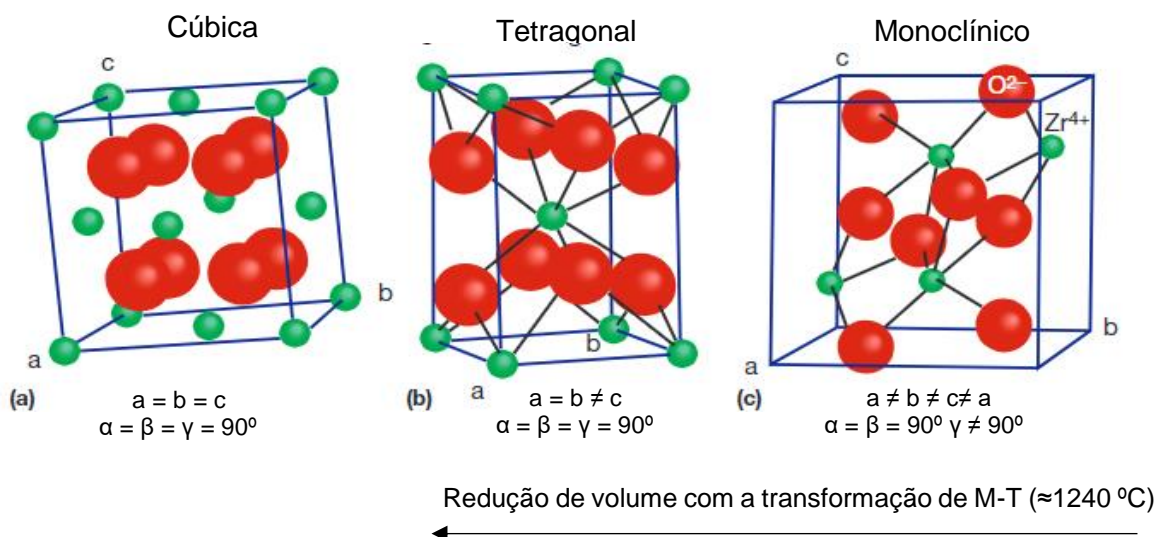 Cúbica
Tetragonal
Monoclínico
c
b
a
b
a
c
O²⁻
Zr⁴⁺
b
a
(a)
a = b = c
α = β = γ = 90º
(b)
a = b ≠ c
α = β = γ = 90º
(c)
a ≠ b ≠ c≠ a
α = β = 90º γ ≠ 90º
Redução de volume com a transformação de M-T (≈1240 ºC)